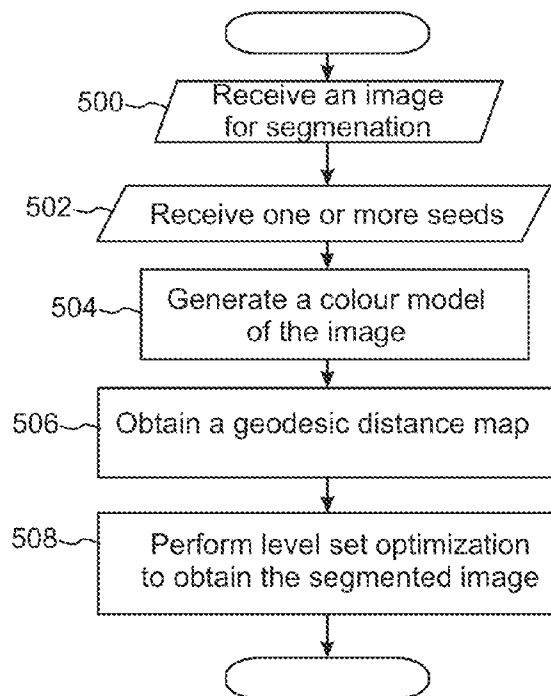 500
Receive an image
for segmenation
502
Receive one or more seeds
504
Generate a colour model
of the image
506
Obtain a geodesic distance map
508
Perform level set optimization
to obtain the segmented image